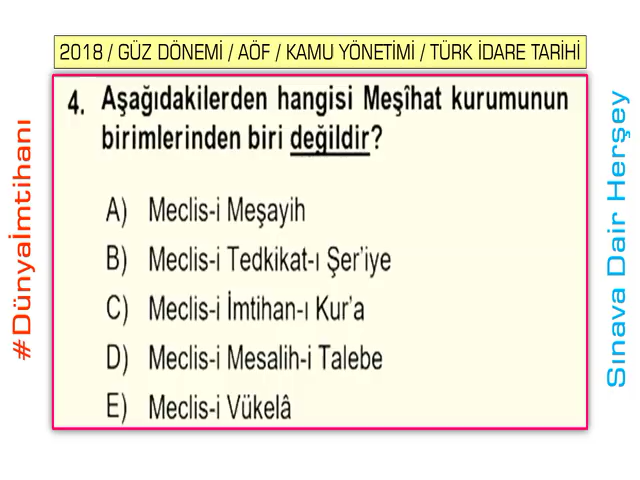 2018 / GÜZ DÖNEMİ / AÖF / KAMU YÖNETİMİ / TÜRK İDARE TARİHİ
#Dünyaİmtihanı
4. Aşağıdakilerden hangisi Meşîhat kurumunun
birimlerinden biri değildir?
A) Meclis-i Meşayih
B) Meclis-i Tedkikat-ı Şer'iye
C) Meclis-i İmtihan-ı Kur'a
D) Meclis-i Mesalih-i Talebe
E) Meclis-i Vükelâ
Sınava Dair Herşey